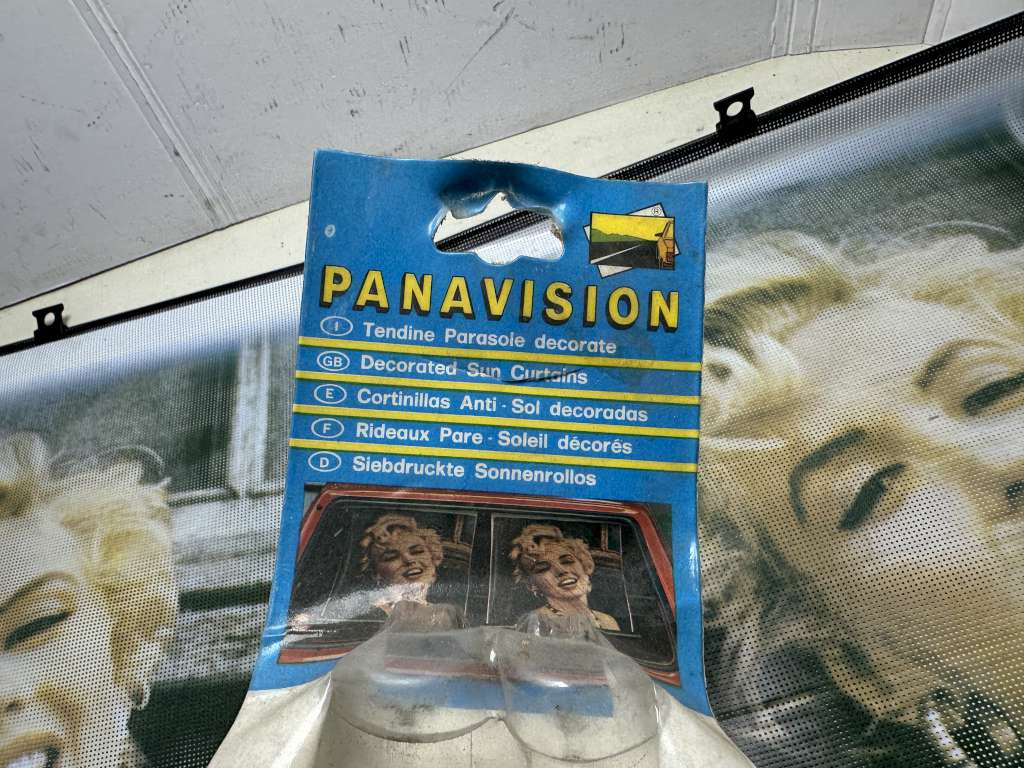 PANAVISION
I Tendine Parasole decorate
GB Decorated Sun Curtains
E Cortinillas Anti - Sol decoradas
F Rideaux Pare - Soleil décorés
D Siebdruckte Sonnenrollos